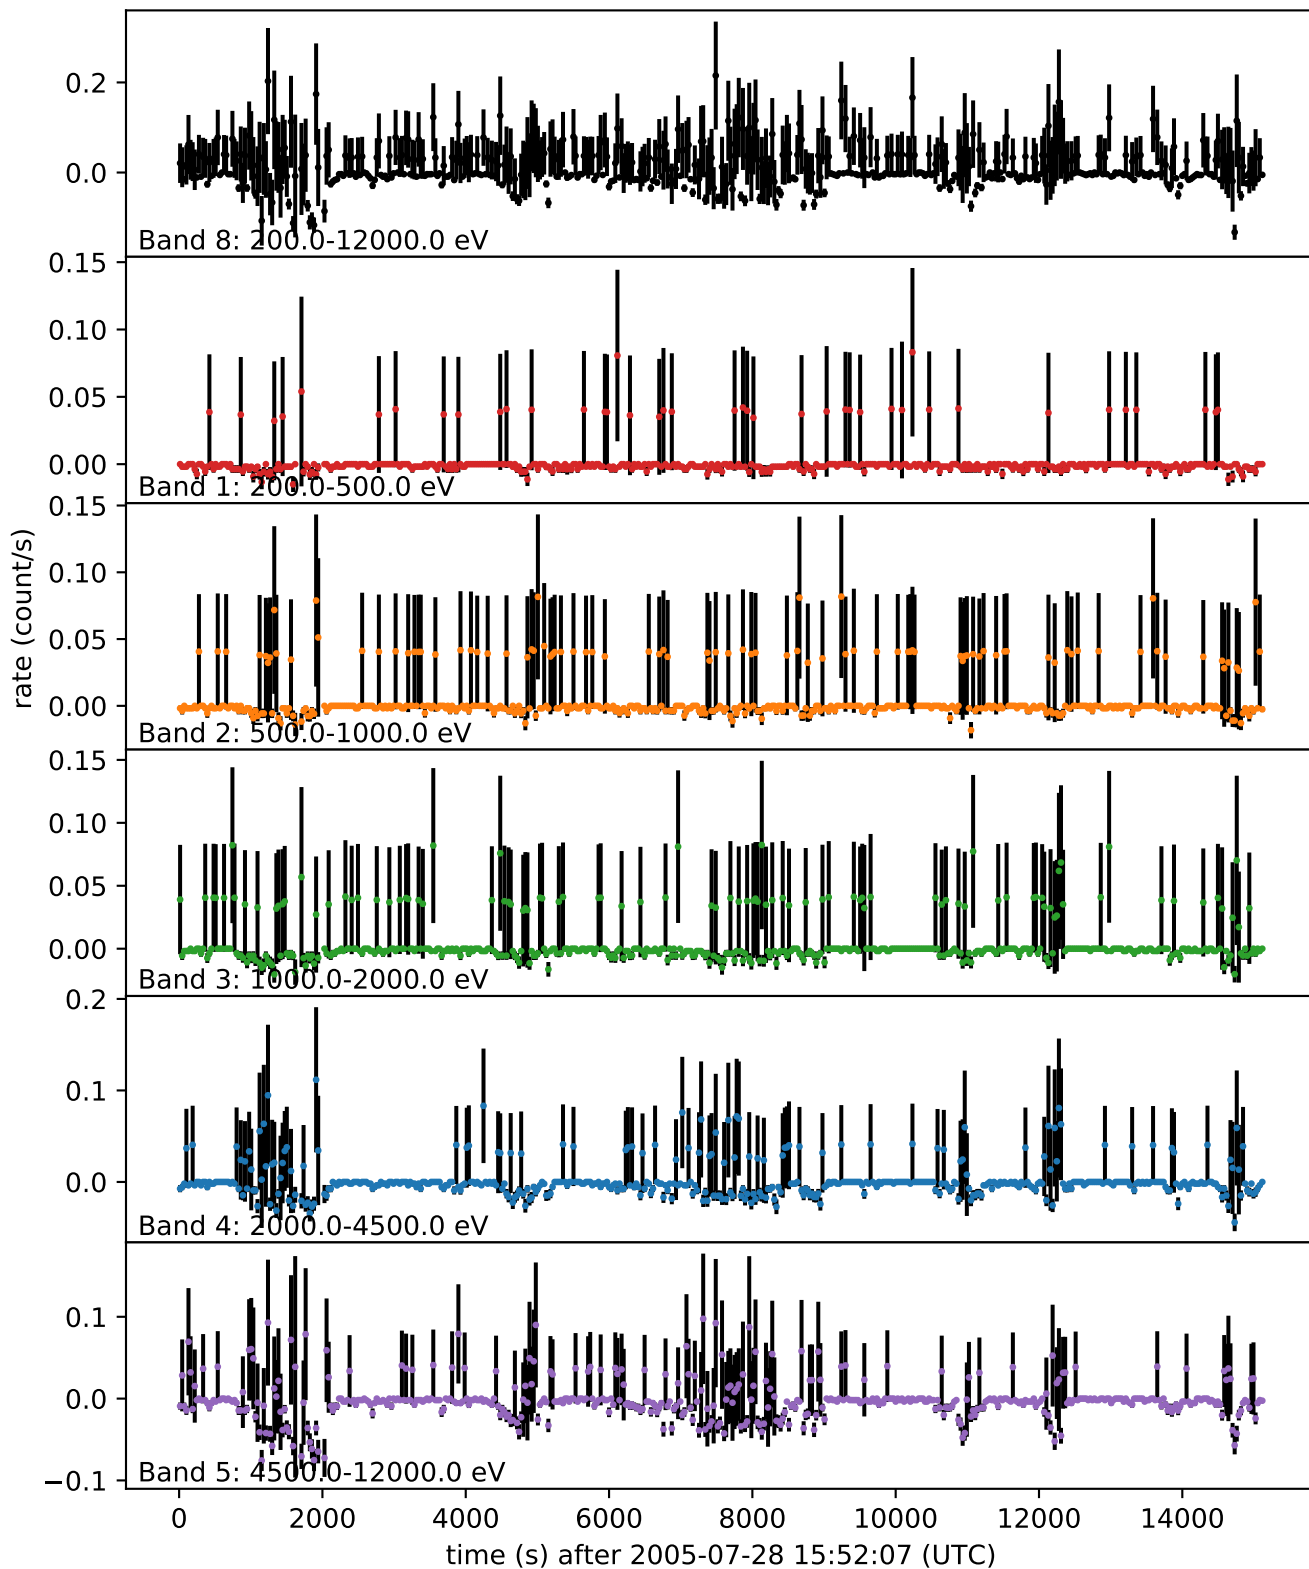 0.2
0.0
Band 8: 200.0-12000.0 eV
0.15
0.10
0.05
0.00
Band 1: 200.0-500.0 eV
0.15
0.10
0.05
0.00
Band 2: 500.0-1000.0 eV
rate (count/s)
0.15
0.10
0.05
0.00
Band 3: 1000.0-2000.0 eV
0.2
0.1
0.0
Band 4: 2000.0-4500.0 eV
0.1
0.0
−0.1
Band 5: 4500.0-12000.0 eV
0 2000 4000 6000 8000 10000 12000 14000
time (s) after 2005-07-28 15:52:07 (UTC)